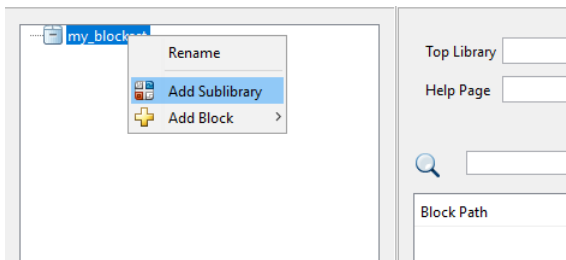 my_blockset
Rename
Add Sublibrary
Add Block
Top Library
Help Page
Block Path